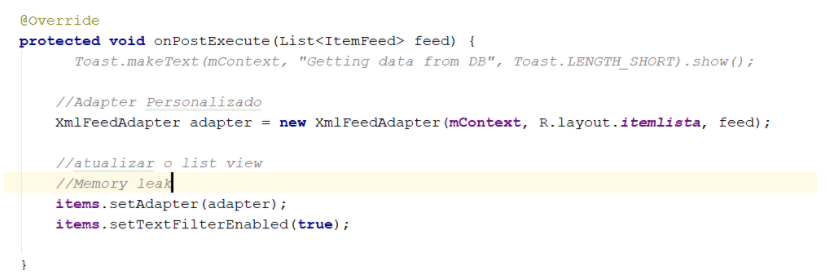 @Override
protected void onPostExecute(List<ItemFeed> feed) {
Toast.makeText(mContext, "Getting data from DB", Toast.LENGTH_SHORT).show();
//Adapter Personalizado
XmlFeedAdapter adapter = new XmlFeedAdapter(mContext, R.layout.itemlista, feed);
//atualizar o list view
//Memory leak
items.setAdapter(adapter);
items.setTextFilterEnabled(true);
}